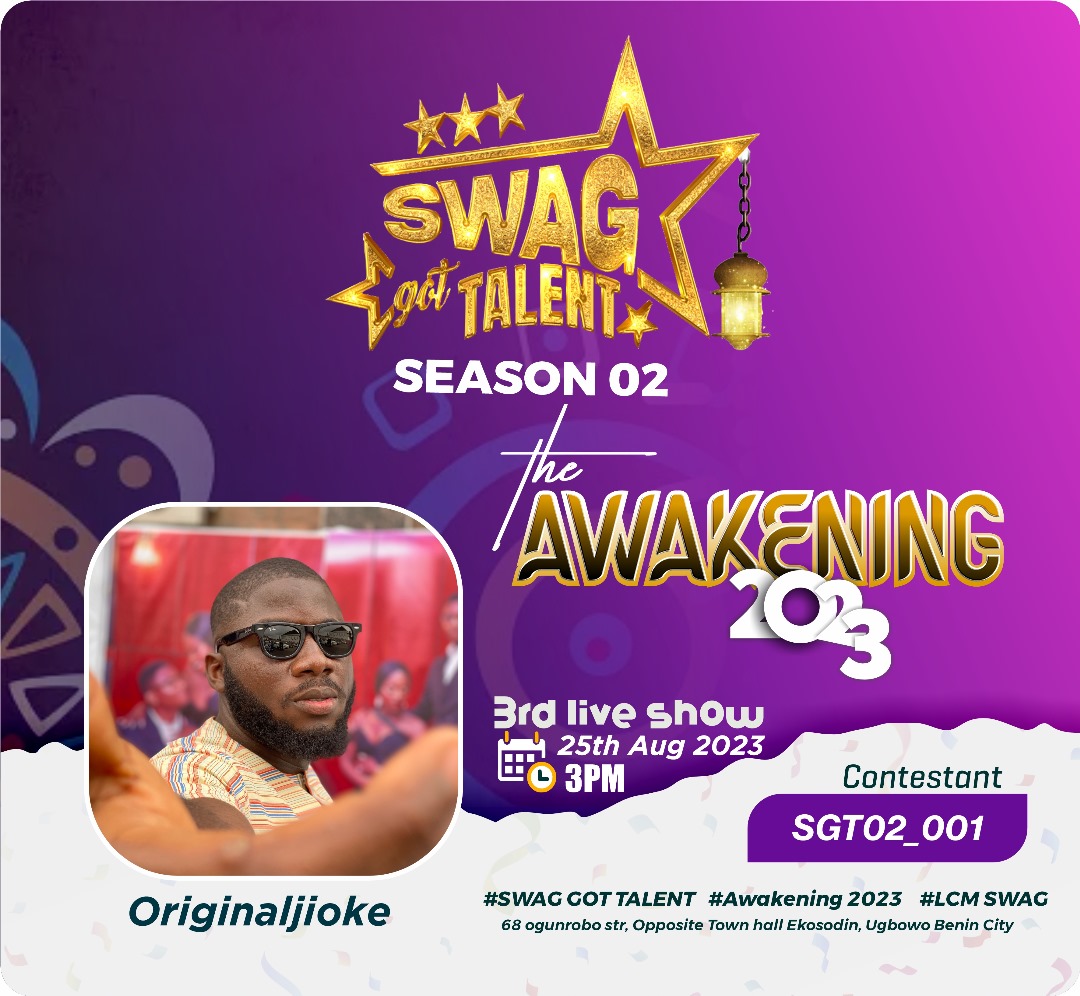 SWAG
got TALENT
SEASON 02
the
AWAKENING
2023
3rd live show
25th Aug 2023
3PM
Contestant
SGT02_001
Originaljioke
#SWAG GOT TALENT #Awakening 2023 #LCM SWAG
68 ogunrobo str, Opposite Town hall Ekosodin, Ugbowo Benin City